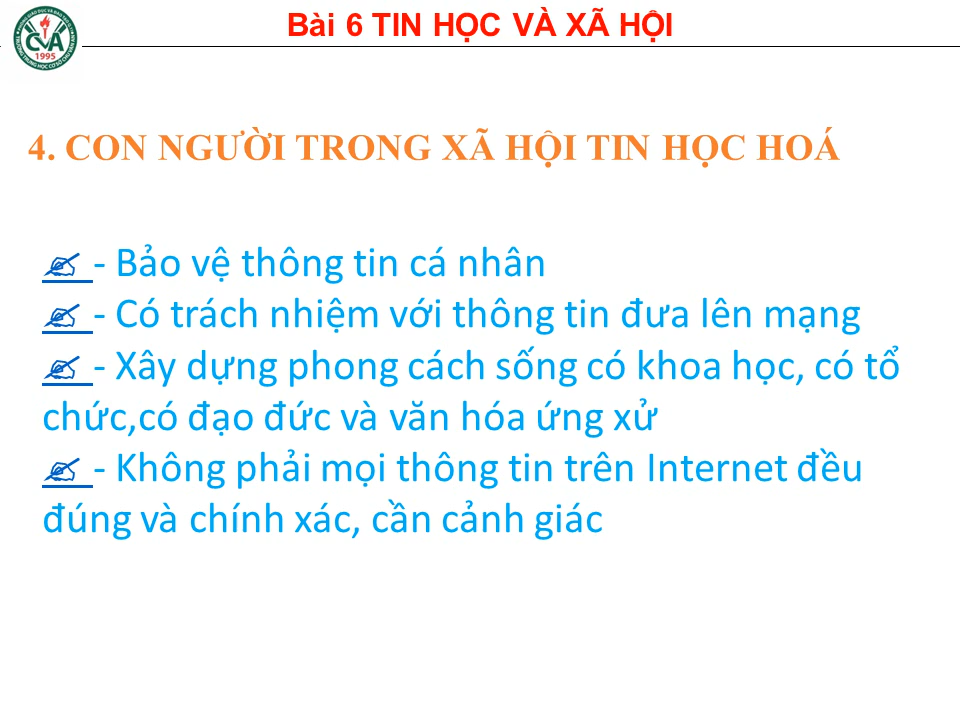 Bài 6 TIN HỌC VÀ XÃ HỘI
CVA
1995
4. CON NGƯỜI TRONG XÃ HỘI TIN HỌC HOÁ
- Bảo vệ thông tin cá nhân
- Có trách nhiệm với thông tin đưa lên mạng
- Xây dựng phong cách sống có khoa học, có tổ
chức,có đạo đức và văn hóa ứng xử
- Không phải mọi thông tin trên Internet đều
đúng và chính xác, cần cảnh giác